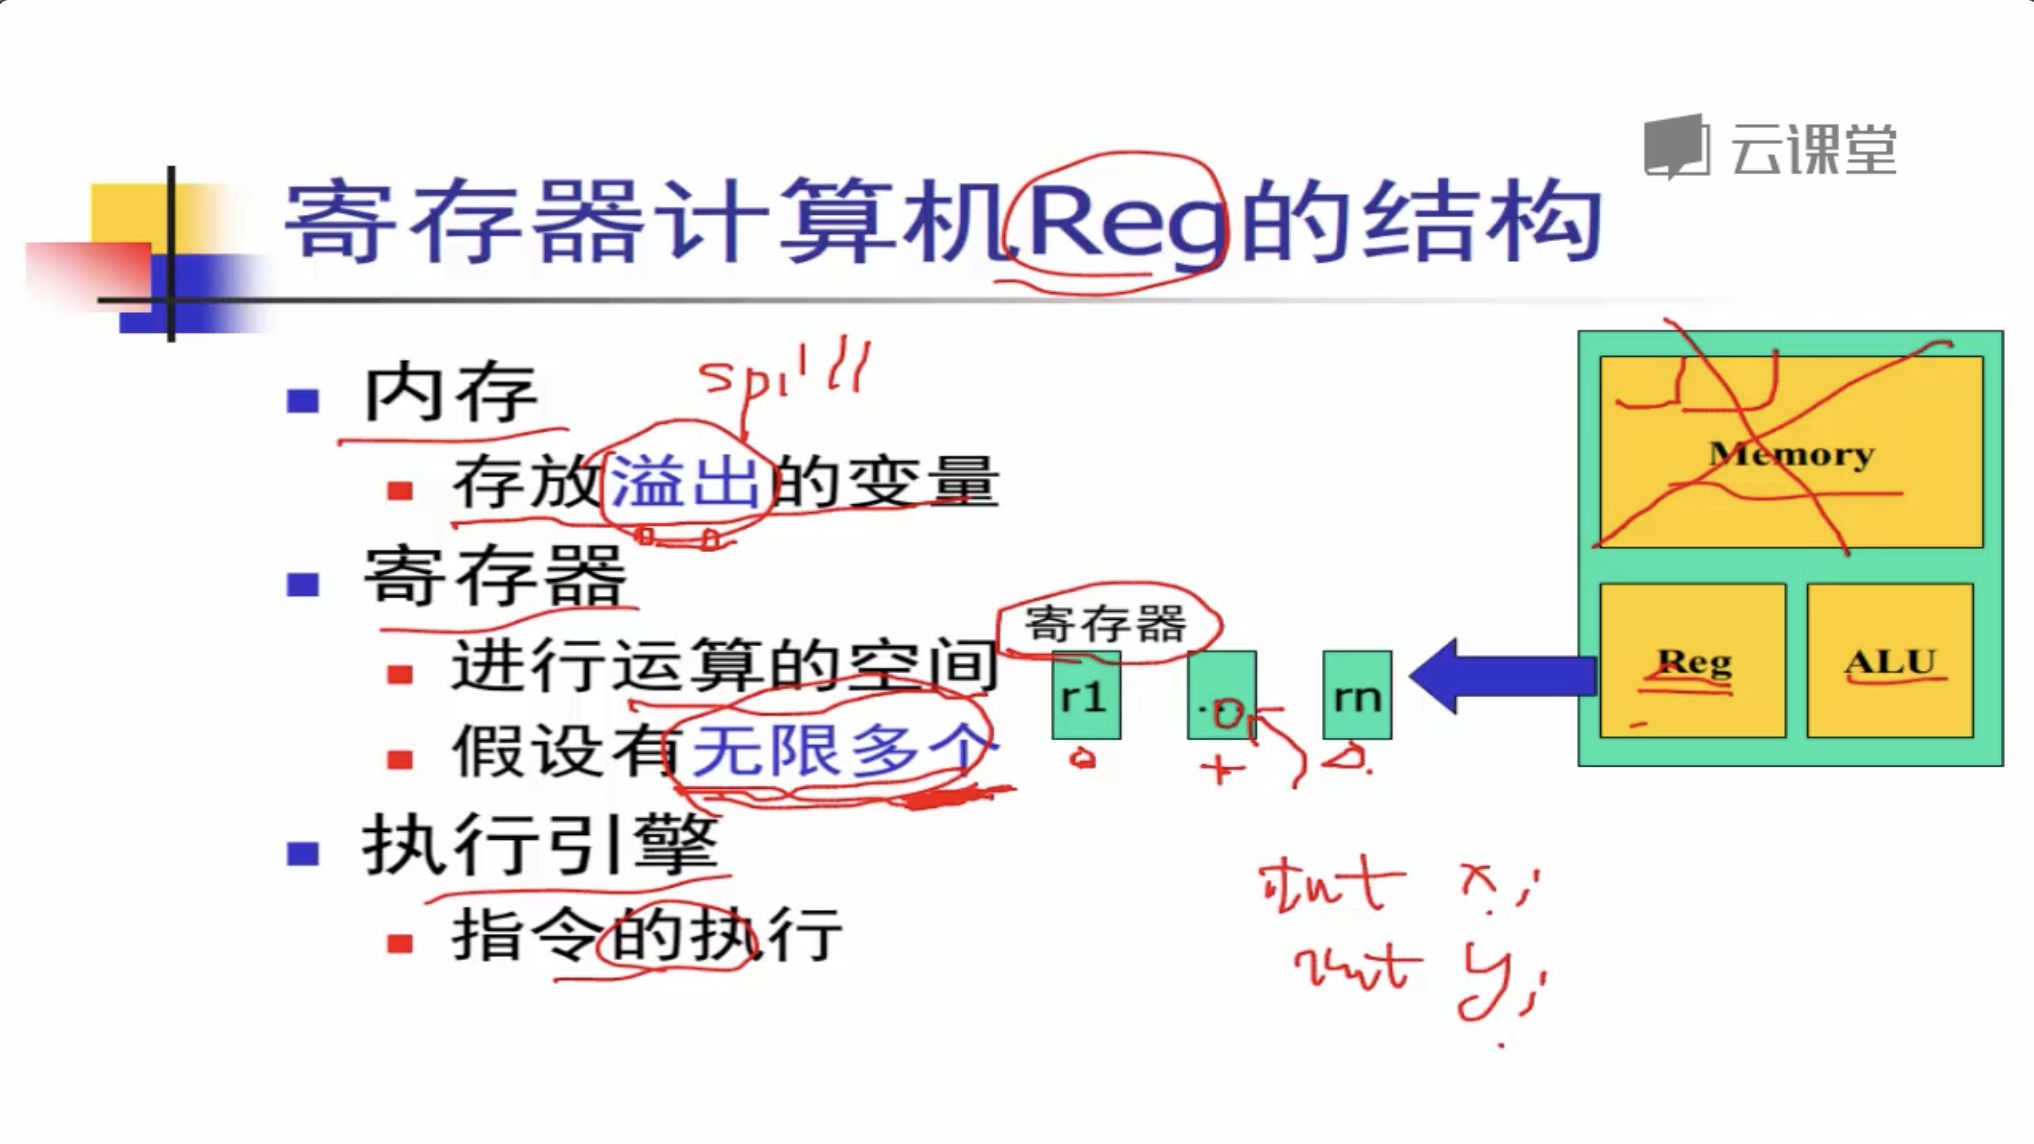 云课堂
寄存器计算机Reg的结构
内存
spill
存放溢出的变量
寄存器
进行运算的空间
假设有无限多个
执行引擎
指令的执行
寄存器
r1 ... rn
Memory
Reg ALU
int x;
int y;